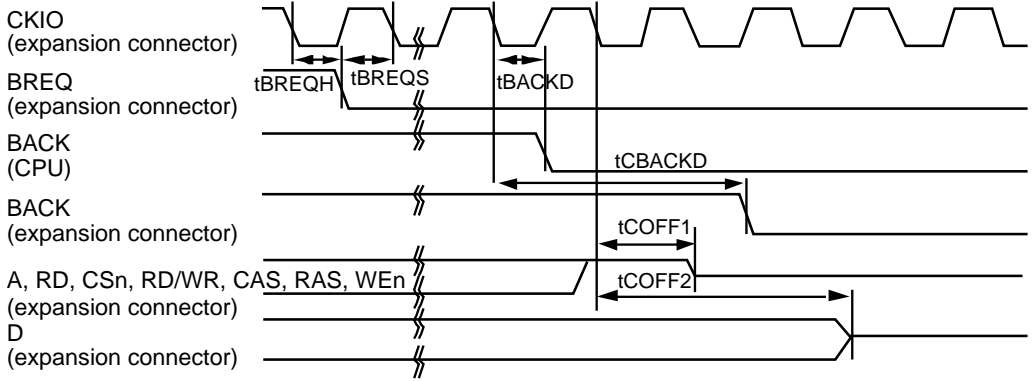 CKIO
(expansion connector)
tBREQH
tBREQS
tBACKD
BREQ
(expansion connector)
BACK
(CPU)
tCBACKD
BACK
(expansion connector)
tCOFF1
A, RD, CSn, RD/WR, CAS, RAS, WEn
tCOFF2
(expansion connector)
D
(expansion connector)